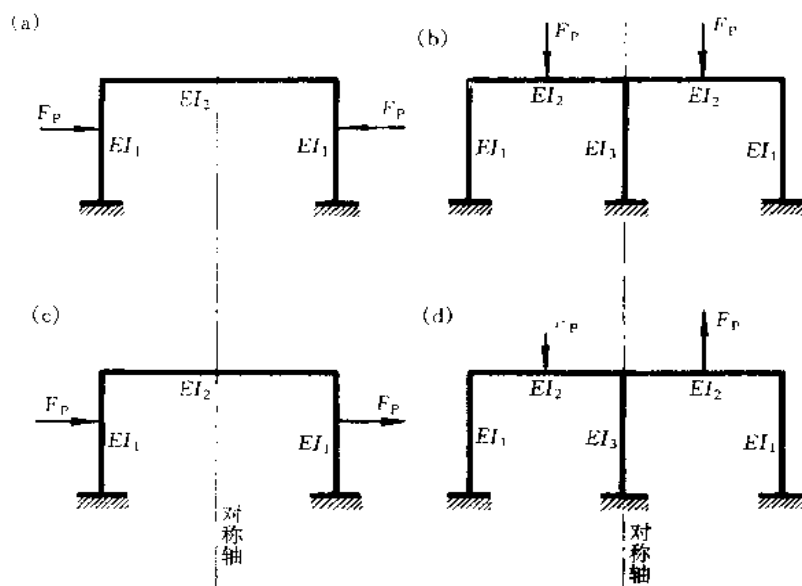 (a)
F_P
EI_2
F_P
EI_1
EI_1
(b)
F_P
F_P
EI_2
EI_2
EI_1
EI_3
EI_1
(c)
F_P
EI_2
F_P
EI_1
EI_1
对称轴
(d)
F_P
EI_2
EI_2
EI_1
EI_3
EI_1
对称轴